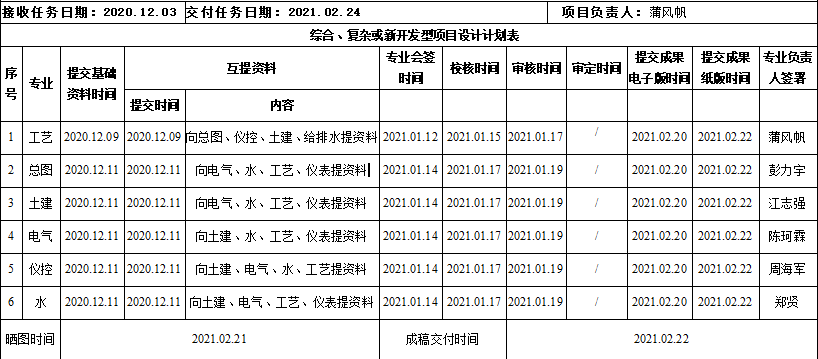 接收任务日期：2020.12.03 交付任务日期：2021.02.24 项目负责人：蒲风帆
综合、复杂或新开发型项目设计计划表
序号 专业 提交基础资料时间 互提资料 专业会签时间 校核时间 审核时间 审定时间 提交成果电子版时间 提交成果纸版时间 专业负责人签署
提交时间 内容
1 工艺 2020.12.09 2020.12.09 向总图、仪控、土建、给排水提资料 2021.01.12 2021.01.15 2021.01.17 / 2021.02.20 2021.02.22 蒲风帆
2 总图 2020.12.11 2020.12.11 向电气、水、工艺、仪表提资料 2021.01.14 2021.01.17 2021.01.19 / 2021.02.20 2021.02.22 彭力宇
3 土建 2020.12.11 2020.12.11 向电气、水、工艺、仪表提资料 2021.01.14 2021.01.17 2021.01.19 / 2021.02.20 2021.02.22 江志强
4 电气 2020.12.11 2020.12.11 向土建、水、工艺、仪表提资料 2021.01.14 2021.01.17 2021.01.19 / 2021.02.20 2021.02.22 陈珂霖
5 仪控 2020.12.11 2020.12.11 向土建、电气、水、工艺提资料 2021.01.14 2021.01.17 2021.01.19 / 2021.02.20 2021.02.22 周海军
6 水 2020.12.11 2020.12.11 向土建、电气、工艺、仪表提资料 2021.01.14 2021.01.17 2021.01.19 / 2021.02.20 2021.02.22 郑贤
晒图时间 2021.02.21 成稿交付时间 2021.02.22